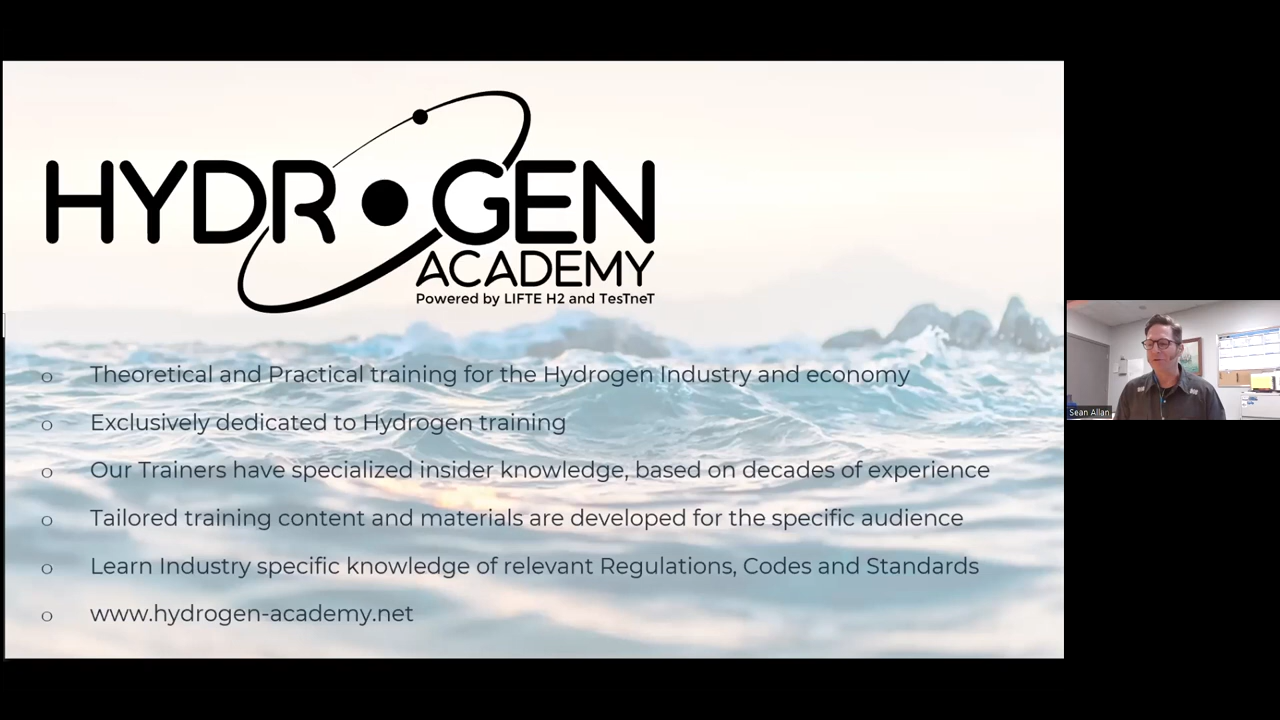 HYDROGEN
ACADEMY
Powered by LIFTE H2 and TesTneT
o Theoretical and Practical training for the Hydrogen Industry and economy
o Exclusively dedicated to Hydrogen training
o Our Trainers have specialized insider knowledge, based on decades of experience
o Tailored training content and materials are developed for the specific audience
o Learn Industry specific knowledge of relevant Regulations, Codes and Standards
o www.hydrogen-academy.net
Sean Allan